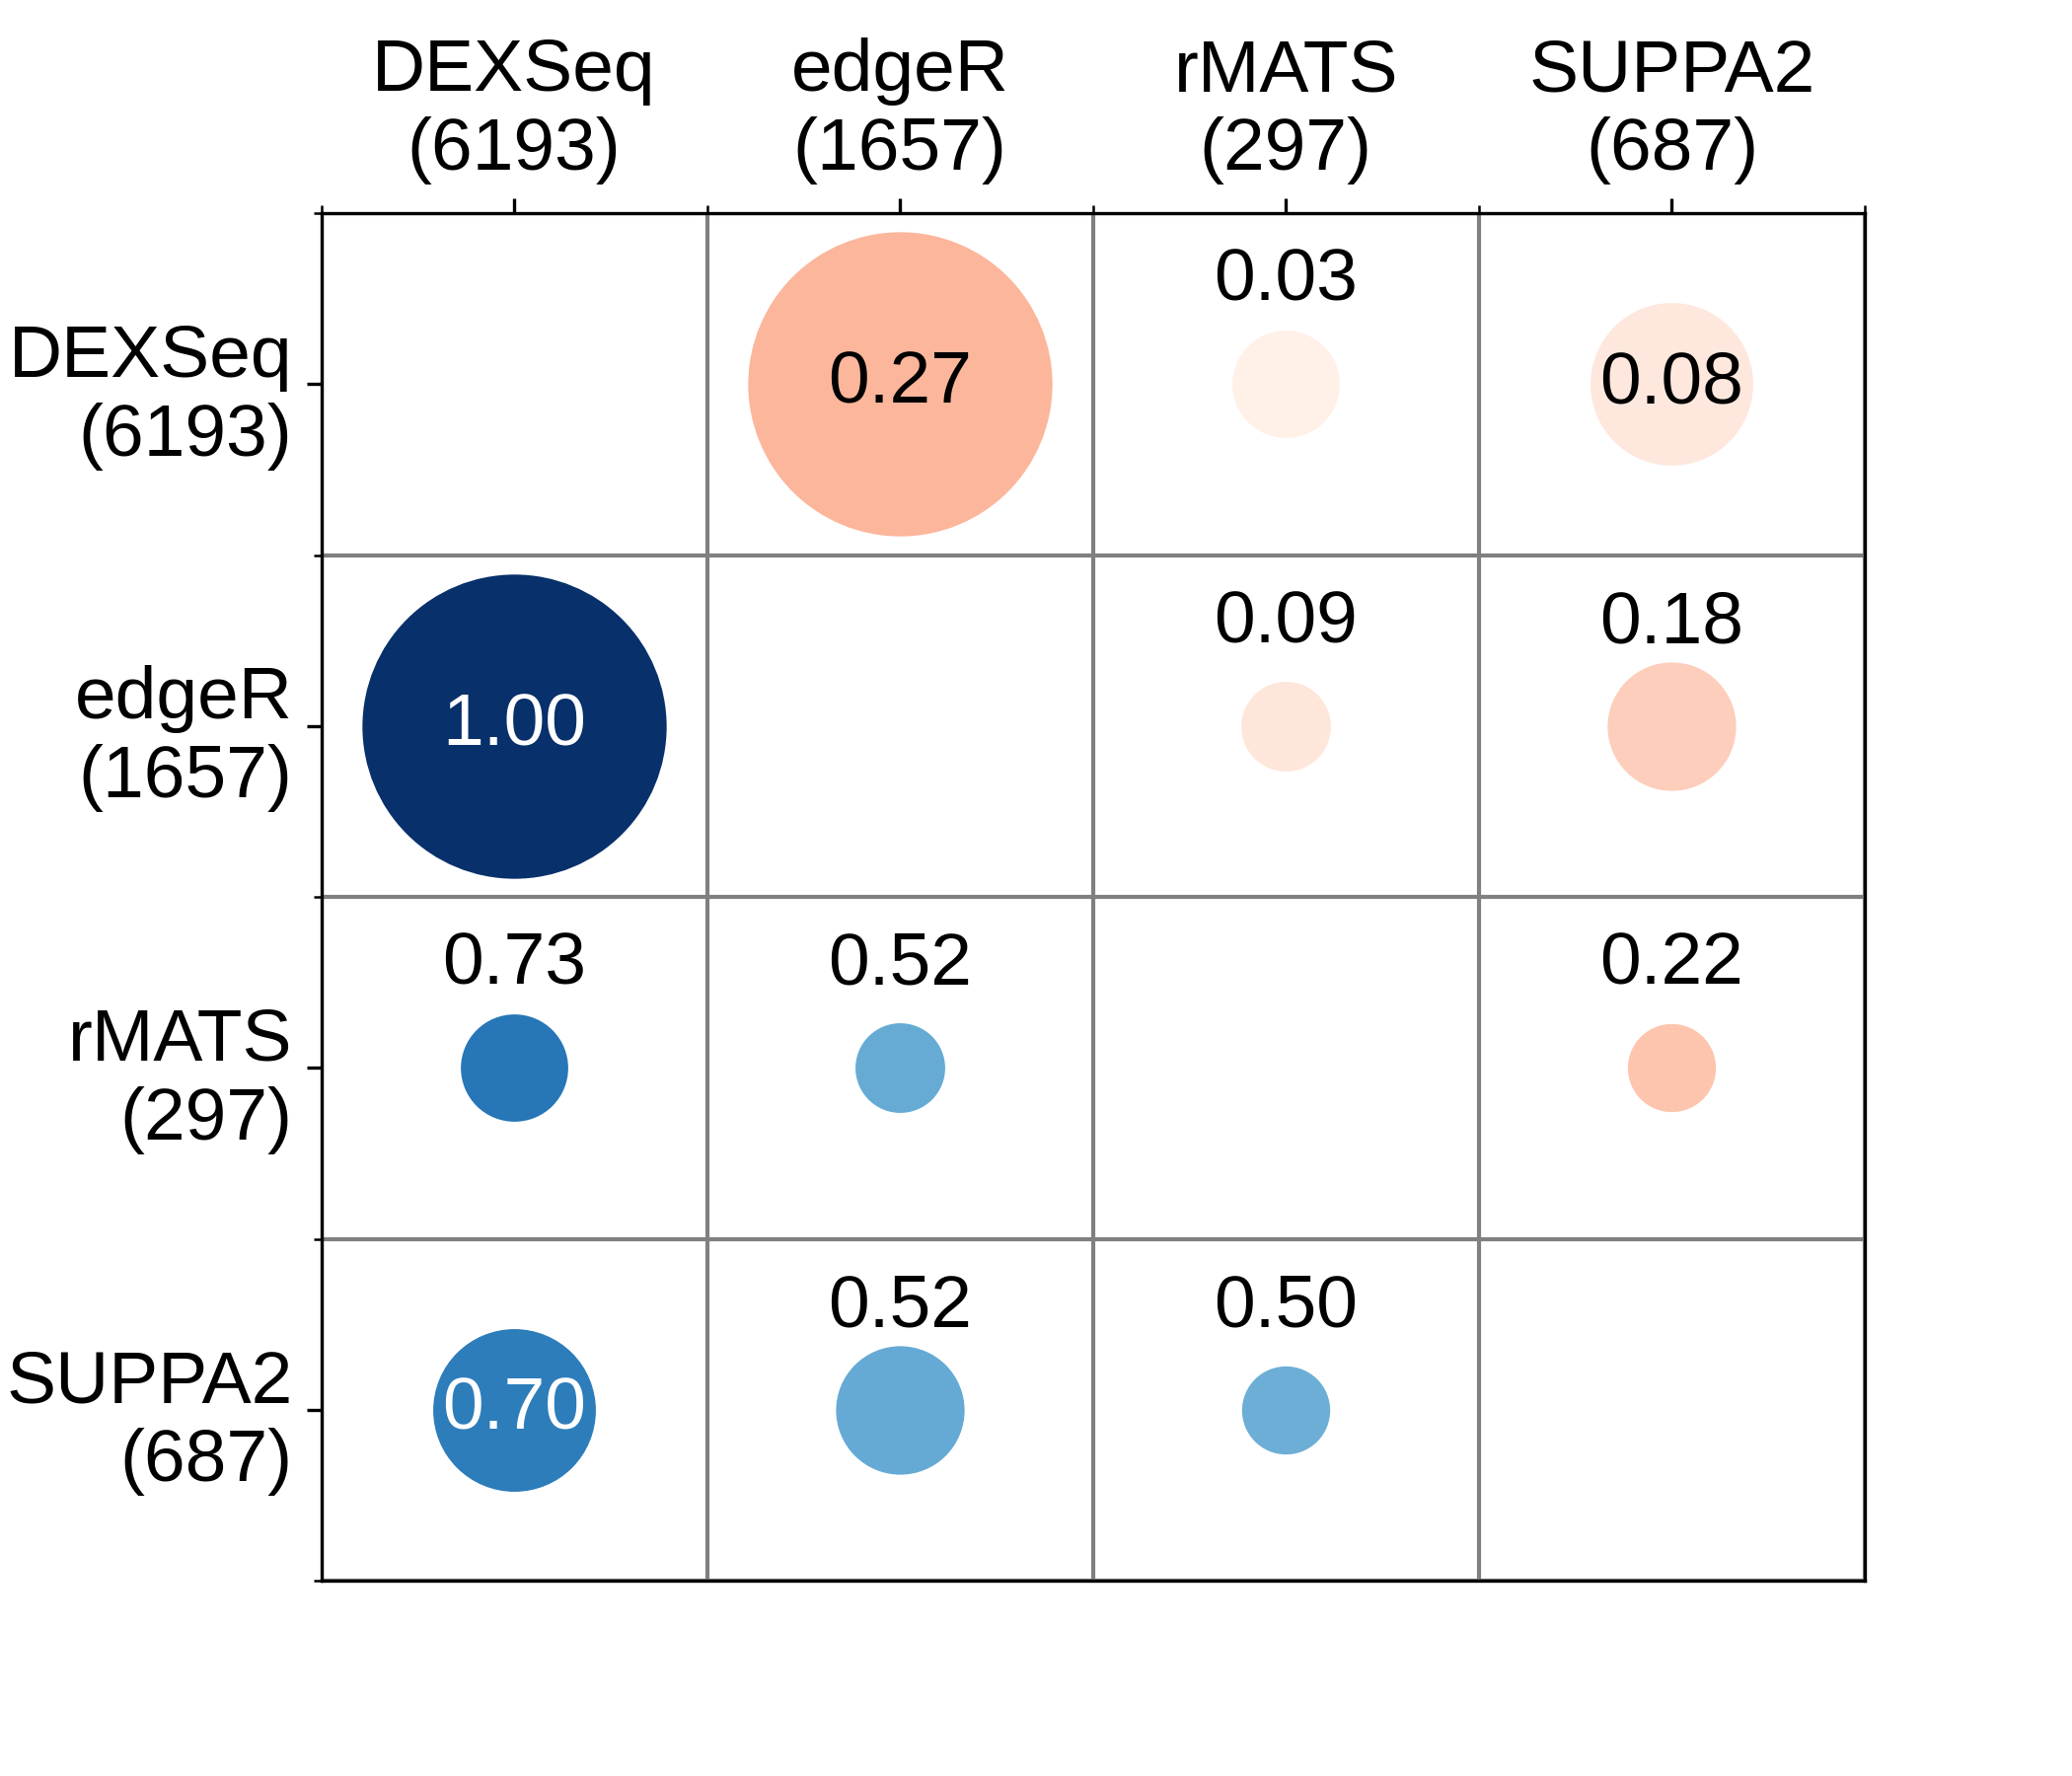 DEXSeq edgeR rMATS SUPPA2
(6193) (1657) (297) (687)
DEXSeq
(6193)
0.27 0.03 0.08
edgeR
(1657)
1.00 0.09 0.18
rMATS
(297)
0.73 0.52 0.22
SUPPA2
(687)
0.70 0.52 0.50